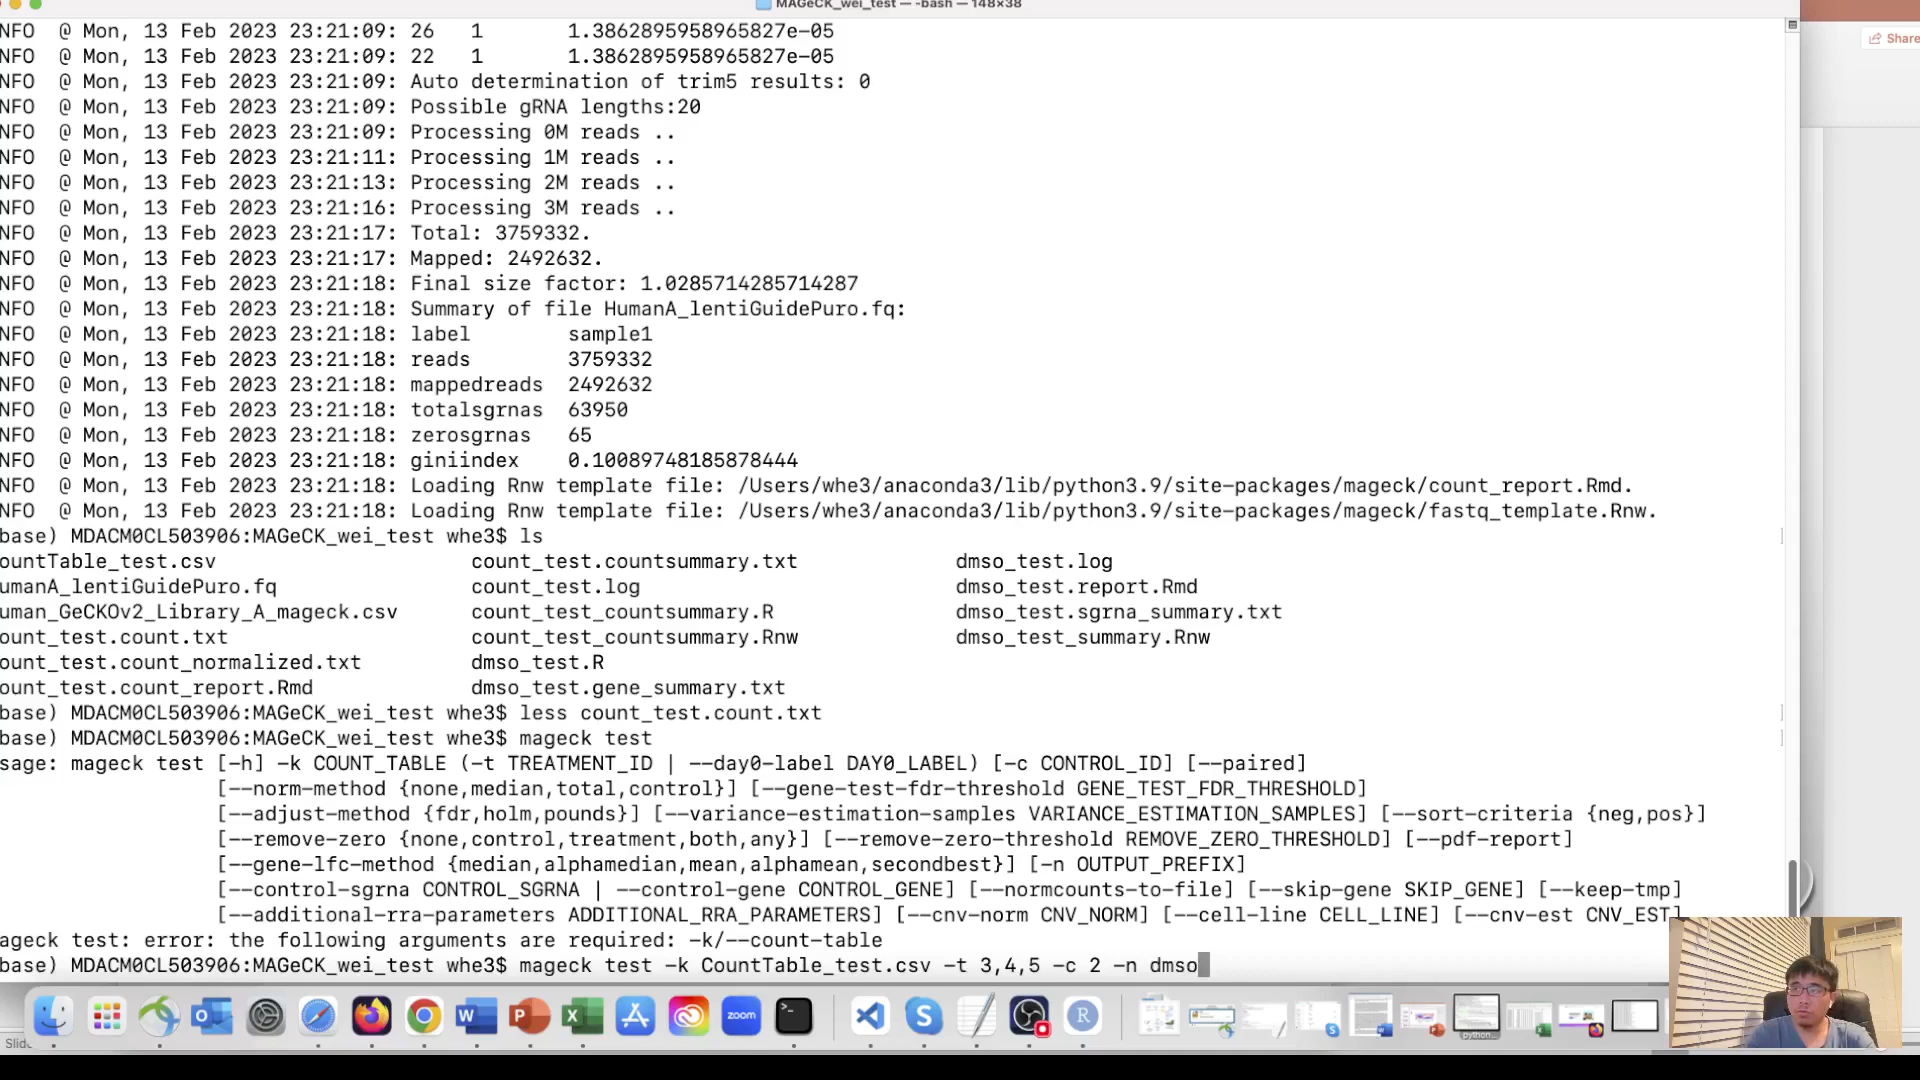 MAGeCK_wei_test — -bash — 148×38
Share
NFO  @ Mon, 13 Feb 2023 23:21:09: 26   1       1.3862895958965827e-05
NFO  @ Mon, 13 Feb 2023 23:21:09: 22   1       1.3862895958965827e-05
NFO  @ Mon, 13 Feb 2023 23:21:09: Auto determination of trim5 results: 0
NFO  @ Mon, 13 Feb 2023 23:21:09: Possible gRNA lengths:20
NFO  @ Mon, 13 Feb 2023 23:21:09: Processing 0M reads ..
NFO  @ Mon, 13 Feb 2023 23:21:11: Processing 1M reads ..
NFO  @ Mon, 13 Feb 2023 23:21:13: Processing 2M reads ..
NFO  @ Mon, 13 Feb 2023 23:21:16: Processing 3M reads ..
NFO  @ Mon, 13 Feb 2023 23:21:17: Total: 3759332.
NFO  @ Mon, 13 Feb 2023 23:21:17: Mapped: 2492632.
NFO  @ Mon, 13 Feb 2023 23:21:18: Final size factor: 1.0285714285714287
NFO  @ Mon, 13 Feb 2023 23:21:18: Summary of file HumanA_lentiGuidePuro.fq:
NFO  @ Mon, 13 Feb 2023 23:21:18: label        sample1
NFO  @ Mon, 13 Feb 2023 23:21:18: reads        3759332
NFO  @ Mon, 13 Feb 2023 23:21:18: mappedreads  2492632
NFO  @ Mon, 13 Feb 2023 23:21:18: totalsgrnas  63950
NFO  @ Mon, 13 Feb 2023 23:21:18: zerosgrnas   65
NFO  @ Mon, 13 Feb 2023 23:21:18: giniindex    0.10089748185878444
NFO  @ Mon, 13 Feb 2023 23:21:18: Loading Rnw template file: /Users/whe3/anaconda3/lib/python3.9/site-packages/mageck/count_report.Rmd.
NFO  @ Mon, 13 Feb 2023 23:21:18: Loading Rnw template file: /Users/whe3/anaconda3/lib/python3.9/site-packages/mageck/fastq_template.Rnw.
base) MDACM0CL503906:MAGeCK_wei_test whe3$ ls
ountTable_test.csv   count_test.countsummary.txt   dmso_test.log
umanA_lentiGuidePuro.fq   count_test.log   dmso_test.report.Rmd
uman_GeCKOv2_Library_A_mageck.csv   count_test_countsummary.R   dmso_test.sgrna_summary.txt
ount_test.count.txt   count_test_countsummary.Rnw   dmso_test_summary.Rnw
ount_test.count_normalized.txt   dmso_test.R
ount_test.count_report.Rmd   dmso_test.gene_summary.txt
base) MDACM0CL503906:MAGeCK_wei_test whe3$ less count_test.count.txt
base) MDACM0CL503906:MAGeCK_wei_test whe3$ mageck test
sage: mageck test [-h] -k COUNT_TABLE (-t TREATMENT_ID | --day0-label DAY0_LABEL) [-c CONTROL_ID] [--paired]
[--norm-method {none,median,total,control}] [--gene-test-fdr-threshold GENE_TEST_FDR_THRESHOLD]
[--adjust-method {fdr,holm,pounds}] [--variance-estimation-samples VARIANCE_ESTIMATION_SAMPLES] [--sort-criteria {neg,pos}]
[--remove-zero {none,control,treatment,both,any}] [--remove-zero-threshold REMOVE_ZERO_THRESHOLD] [--pdf-report]
[--gene-lfc-method {median,alphamedian,mean,alphamean,secondbest}] [-n OUTPUT_PREFIX]
[--control-sgrna CONTROL_SGRNA | --control-gene CONTROL_GENE] [--normcounts-to-file] [--skip-gene SKIP_GENE] [--keep-tmp]
[--additional-rra-parameters ADDITIONAL_RRA_PARAMETERS] [--cnv-norm CNV_NORM] [--cell-line CELL_LINE] [--cnv-est CNV_EST]
ageck test: error: the following arguments are required: -k/--count-table
base) MDACM0CL503906:MAGeCK_wei_test whe3$ mageck test -k CountTable_test.csv -t 3,4,5 -c 2 -n dmso
zoom
Slide